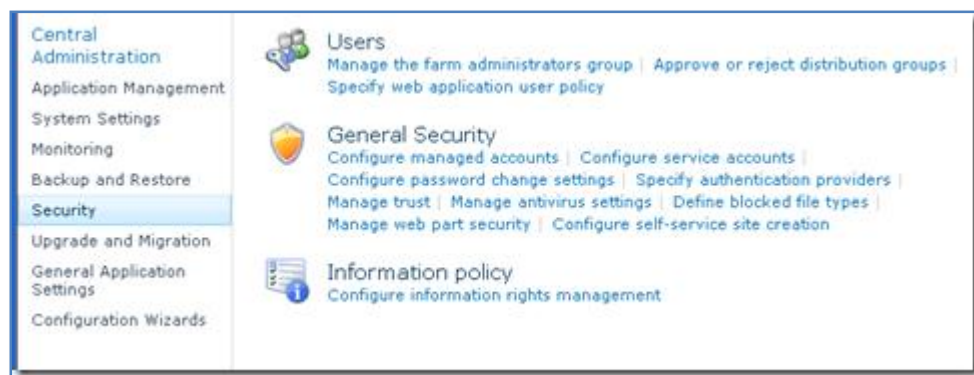 Central
Administration
Application Management
System Settings
Monitoring
Backup and Restore
Security
Upgrade and Migration
General Application
Settings
Configuration Wizards
Users
Manage the farm administrators group | Approve or reject distribution groups |
Specify web application user policy
General Security
Configure managed accounts | Configure service accounts |
Configure password change settings | Specify authentication providers |
Manage trust | Manage antivirus settings | Define blocked file types |
Manage web part security | Configure self-service site creation
Information policy
Configure information rights management